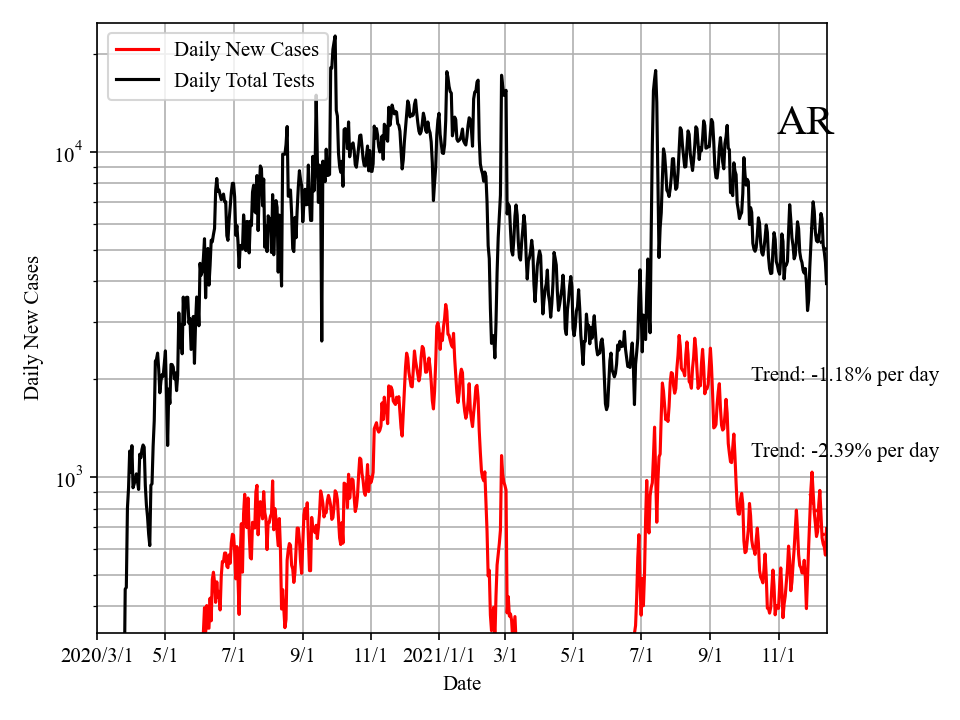 Daily New Cases
Daily Total Tests
AR
10^4
10^3
Daily New Cases
Trend: -1.18% per day
Trend: -2.39% per day
2020/3/1 5/1 7/1 9/1 11/1 2021/1/1 3/1 5/1 7/1 9/1 11/1
Date